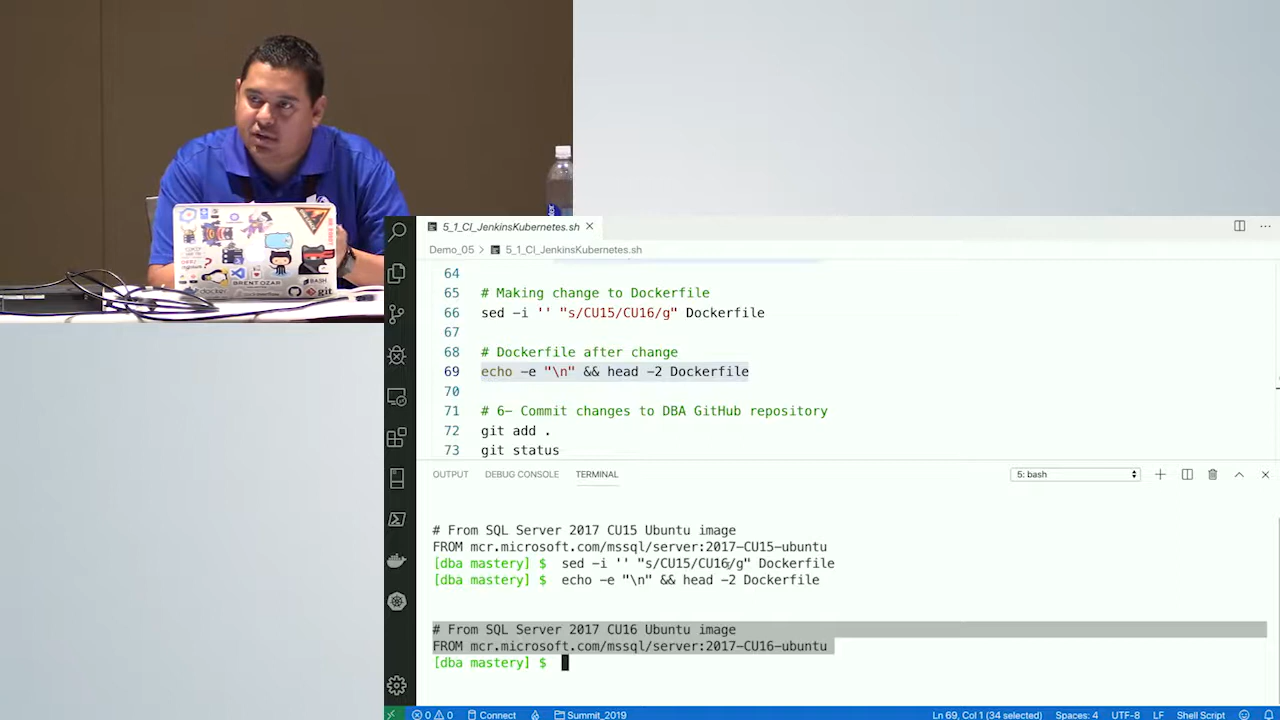 BRENT OZAR
docker
BASH
git
5_1_CI_JenkinsKubernetes.sh
Demo_05 > 5_1_CI_JenkinsKubernetes.sh
64
65 # Making change to Dockerfile
66 sed -i '' "s/CU15/CU16/g" Dockerfile
67
68 # Dockerfile after change
69 echo -e "\n" && head -2 Dockerfile
70
71 # 6- Commit changes to DBA GitHub repository
72 git add .
73 git status
OUTPUT DEBUG CONSOLE TERMINAL 5: bash
# From SQL Server 2017 CU15 Ubuntu image
FROM mcr.microsoft.com/mssql/server:2017-CU15-ubuntu
[dba mastery] $ sed -i '' "s/CU15/CU16/g" Dockerfile
[dba mastery] $ echo -e "\n" && head -2 Dockerfile
# From SQL Server 2017 CU16 Ubuntu image
FROM mcr.microsoft.com/mssql/server:2017-CU16-ubuntu
[dba mastery] $
0 0 Connect Summit_2019 Ln 69, Col 1 (34 selected) Spaces: 4 UTF-8 LF Shell Script